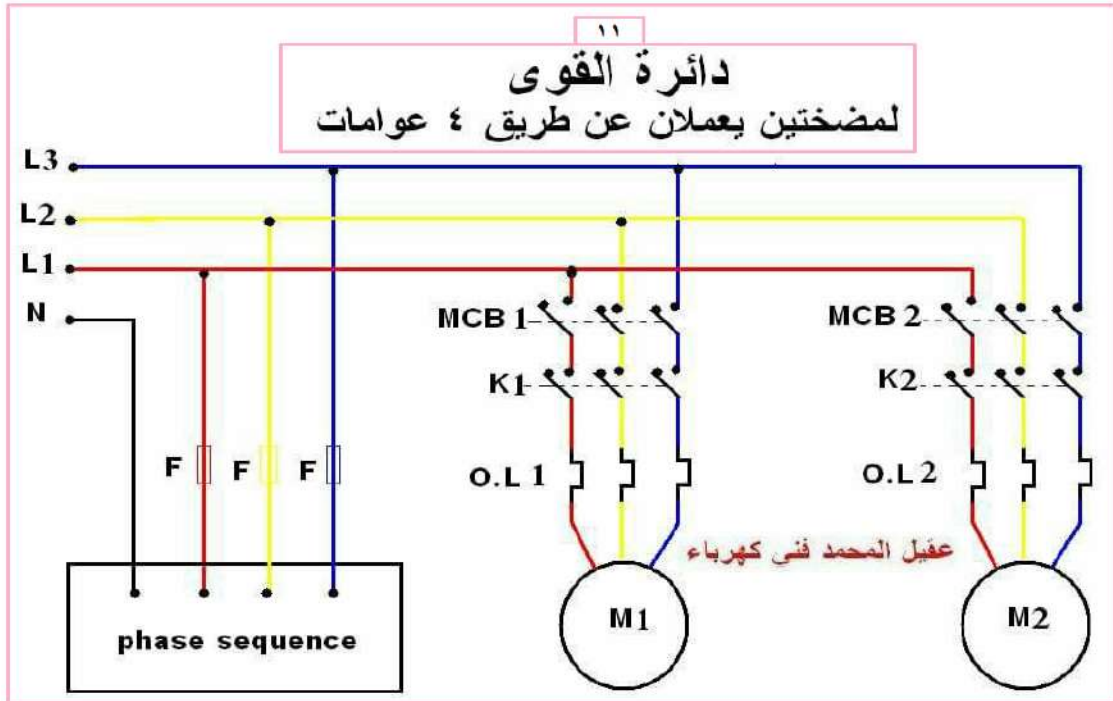 ١١
دائرة القوى
لمضختين يعملان عن طريق ٤ عوامات
L3
L2
L1
N
MCB 1
MCB 2
K1
K2
F F F
O.L 1
O.L 2
عقيل المحمد فني كهرباء
M1
M2
phase sequence